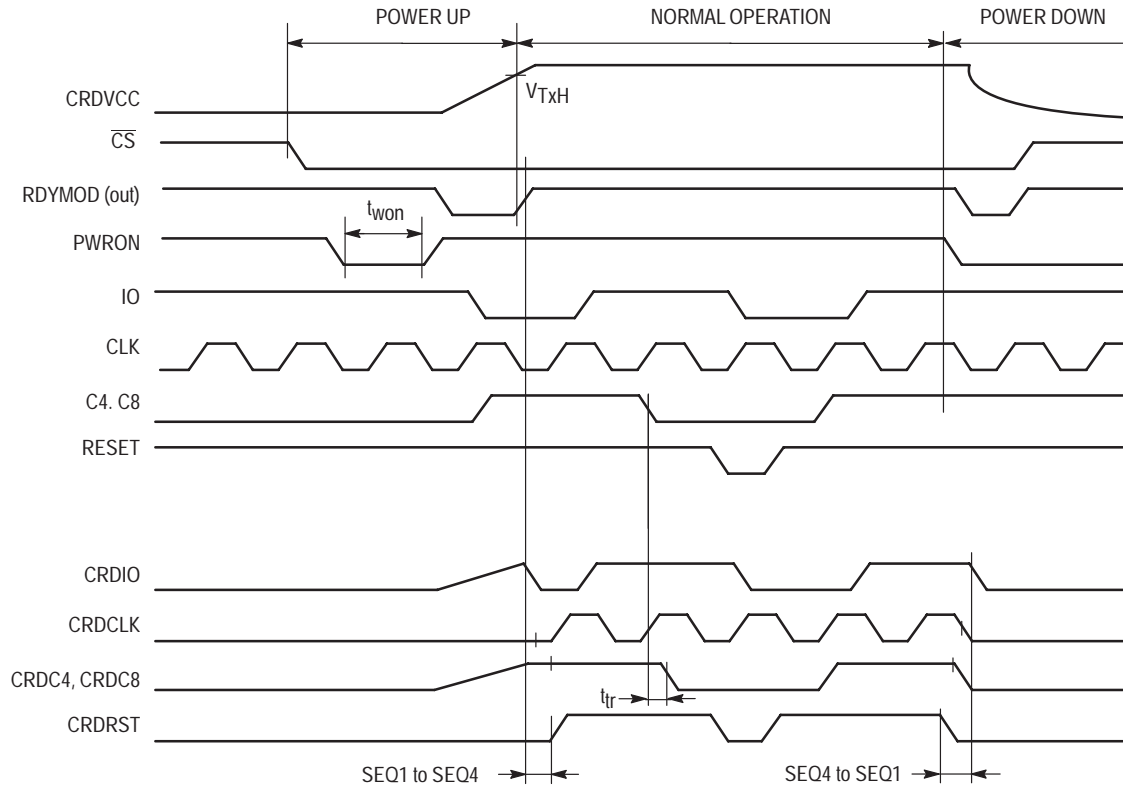 POWER UP NORMAL OPERATION POWER DOWN
CRDVCC
VTxH
CS
RDYMOD (out)
twon
PWRON
IO
CLK
C4. C8
RESET
CRDIO
CRDCLK
CRDC4, CRDC8
ttr
CRDRST
SEQ1 to SEQ4 SEQ4 to SEQ1